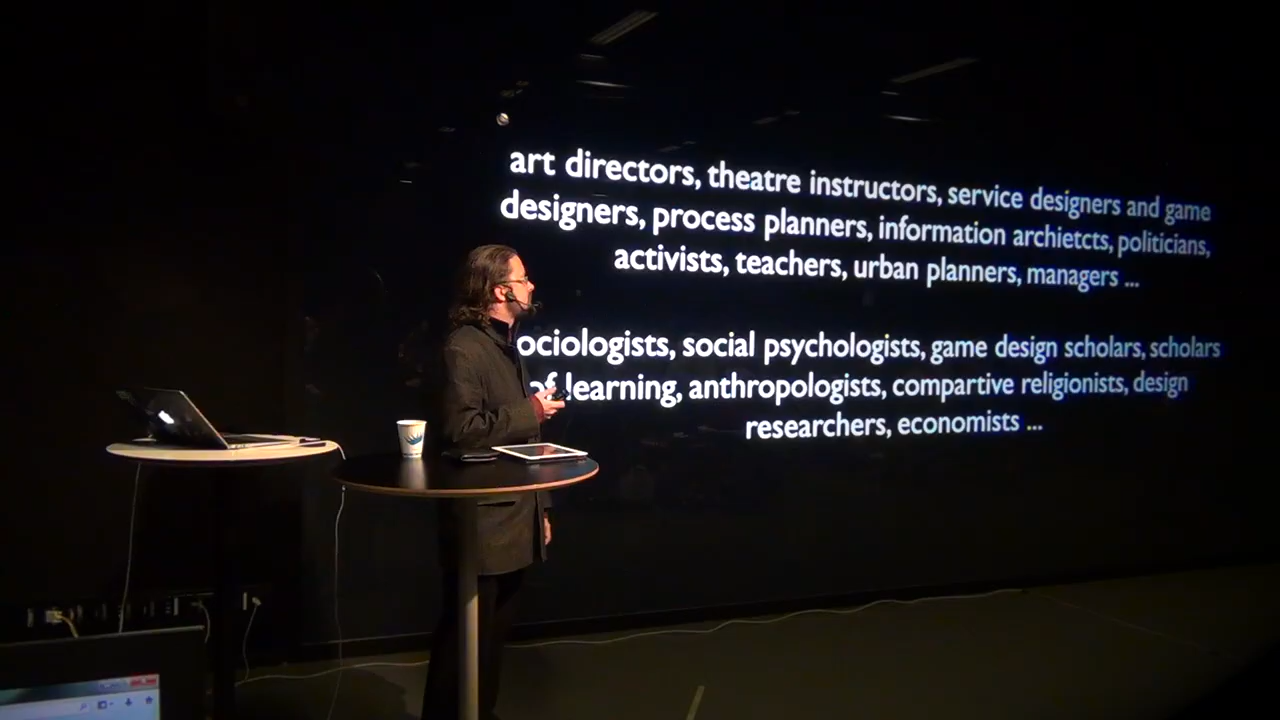 art directors, theatre instructors, service designers and game
designers, process planners, information archietcts, politicians,
activists, teachers, urban planners, managers ...
ociologists, social psychologists, game design scholars, scholars
of learning, anthropologists, compartive religionists, design
researchers, economists ...